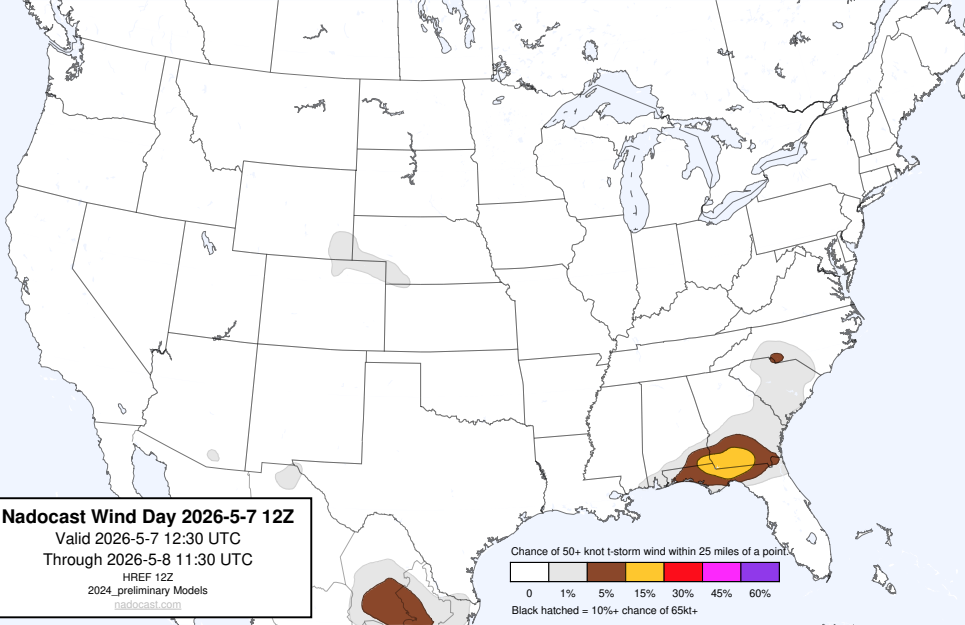 Nadocast Wind Day 2026-5-7 12Z
Valid 2026-5-7 12:30 UTC
Through 2026-5-8 11:30 UTC
HREF 12Z
2024_preliminary Models
nadocast.com
Chance of 50+ knot t-storm wind within 25 miles of a point.
0 1% 5% 15% 30% 45% 60%
Black hatched = 10%+ chance of 65kt+